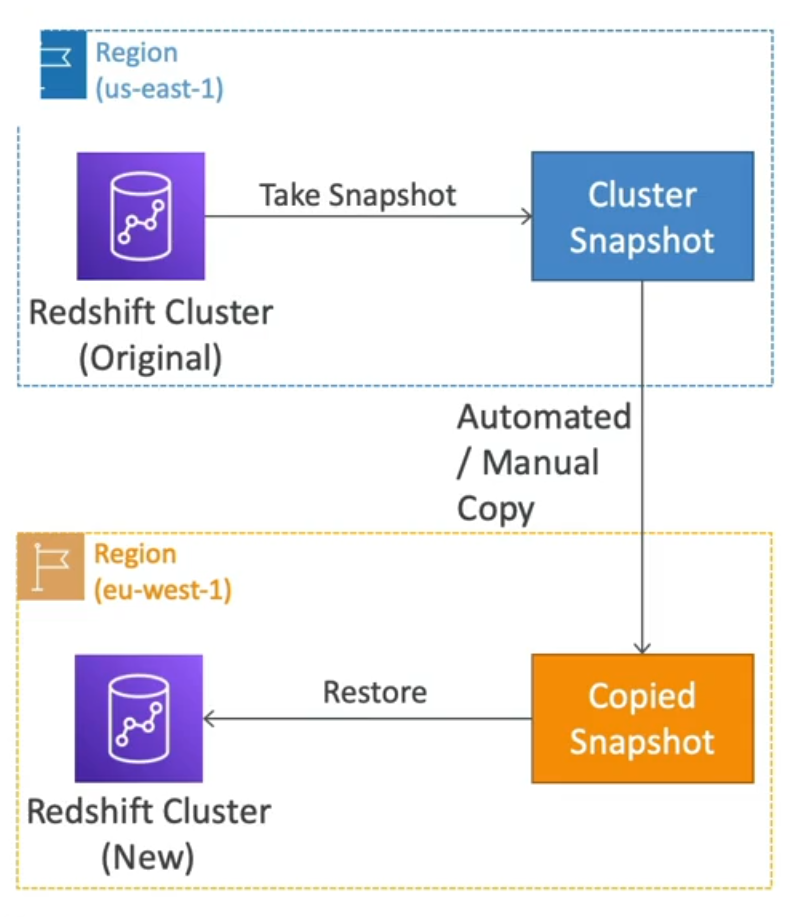 Region
(us-east-1)
Take Snapshot
Cluster
Snapshot
Redshift Cluster
(Original)
Automated
/ Manual
Copy
Region
(eu-west-1)
Restore
Copied
Snapshot
Redshift Cluster
(New)